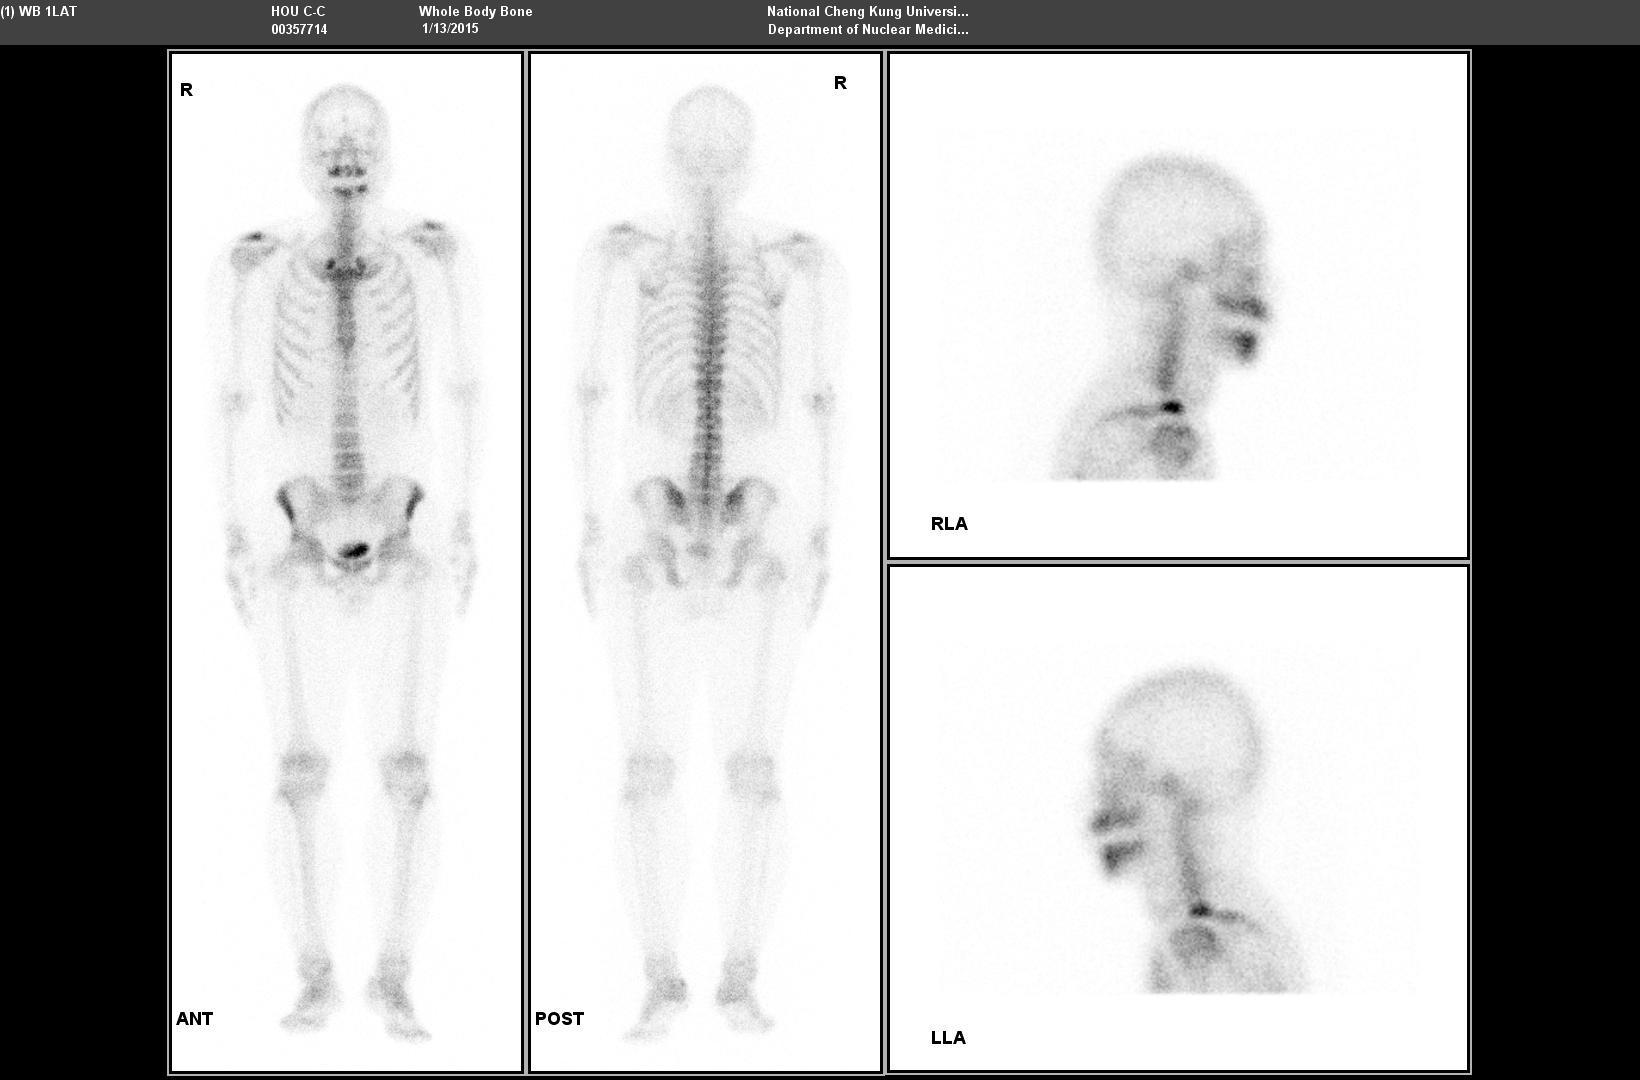 (1) WB 1LAT
HOU C-C
Whole Body Bone
National Cheng Kung Universi...
00357714
1/13/2015
Department of Nuclear Medici...
R
R
RLA
ANT
POST
LLA